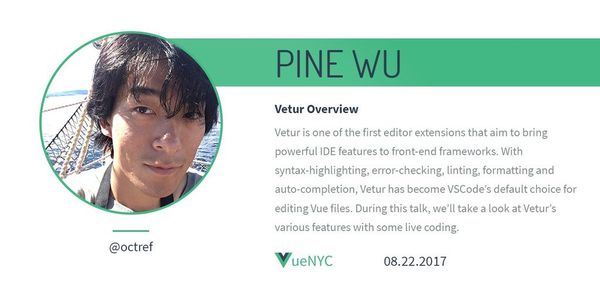 PINE WU
Vetur Overview
Vetur is one of the first editor extensions that aim to bring
powerful IDE features to front-end frameworks. With
syntax-highlighting, error-checking, linting, formatting and
auto-completion, Vetur has become VSCode's default choice for
editing Vue files. During this talk, we'll take a look at Vetur's
various features with some live coding.
@octref
VueNYC 08.22.2017